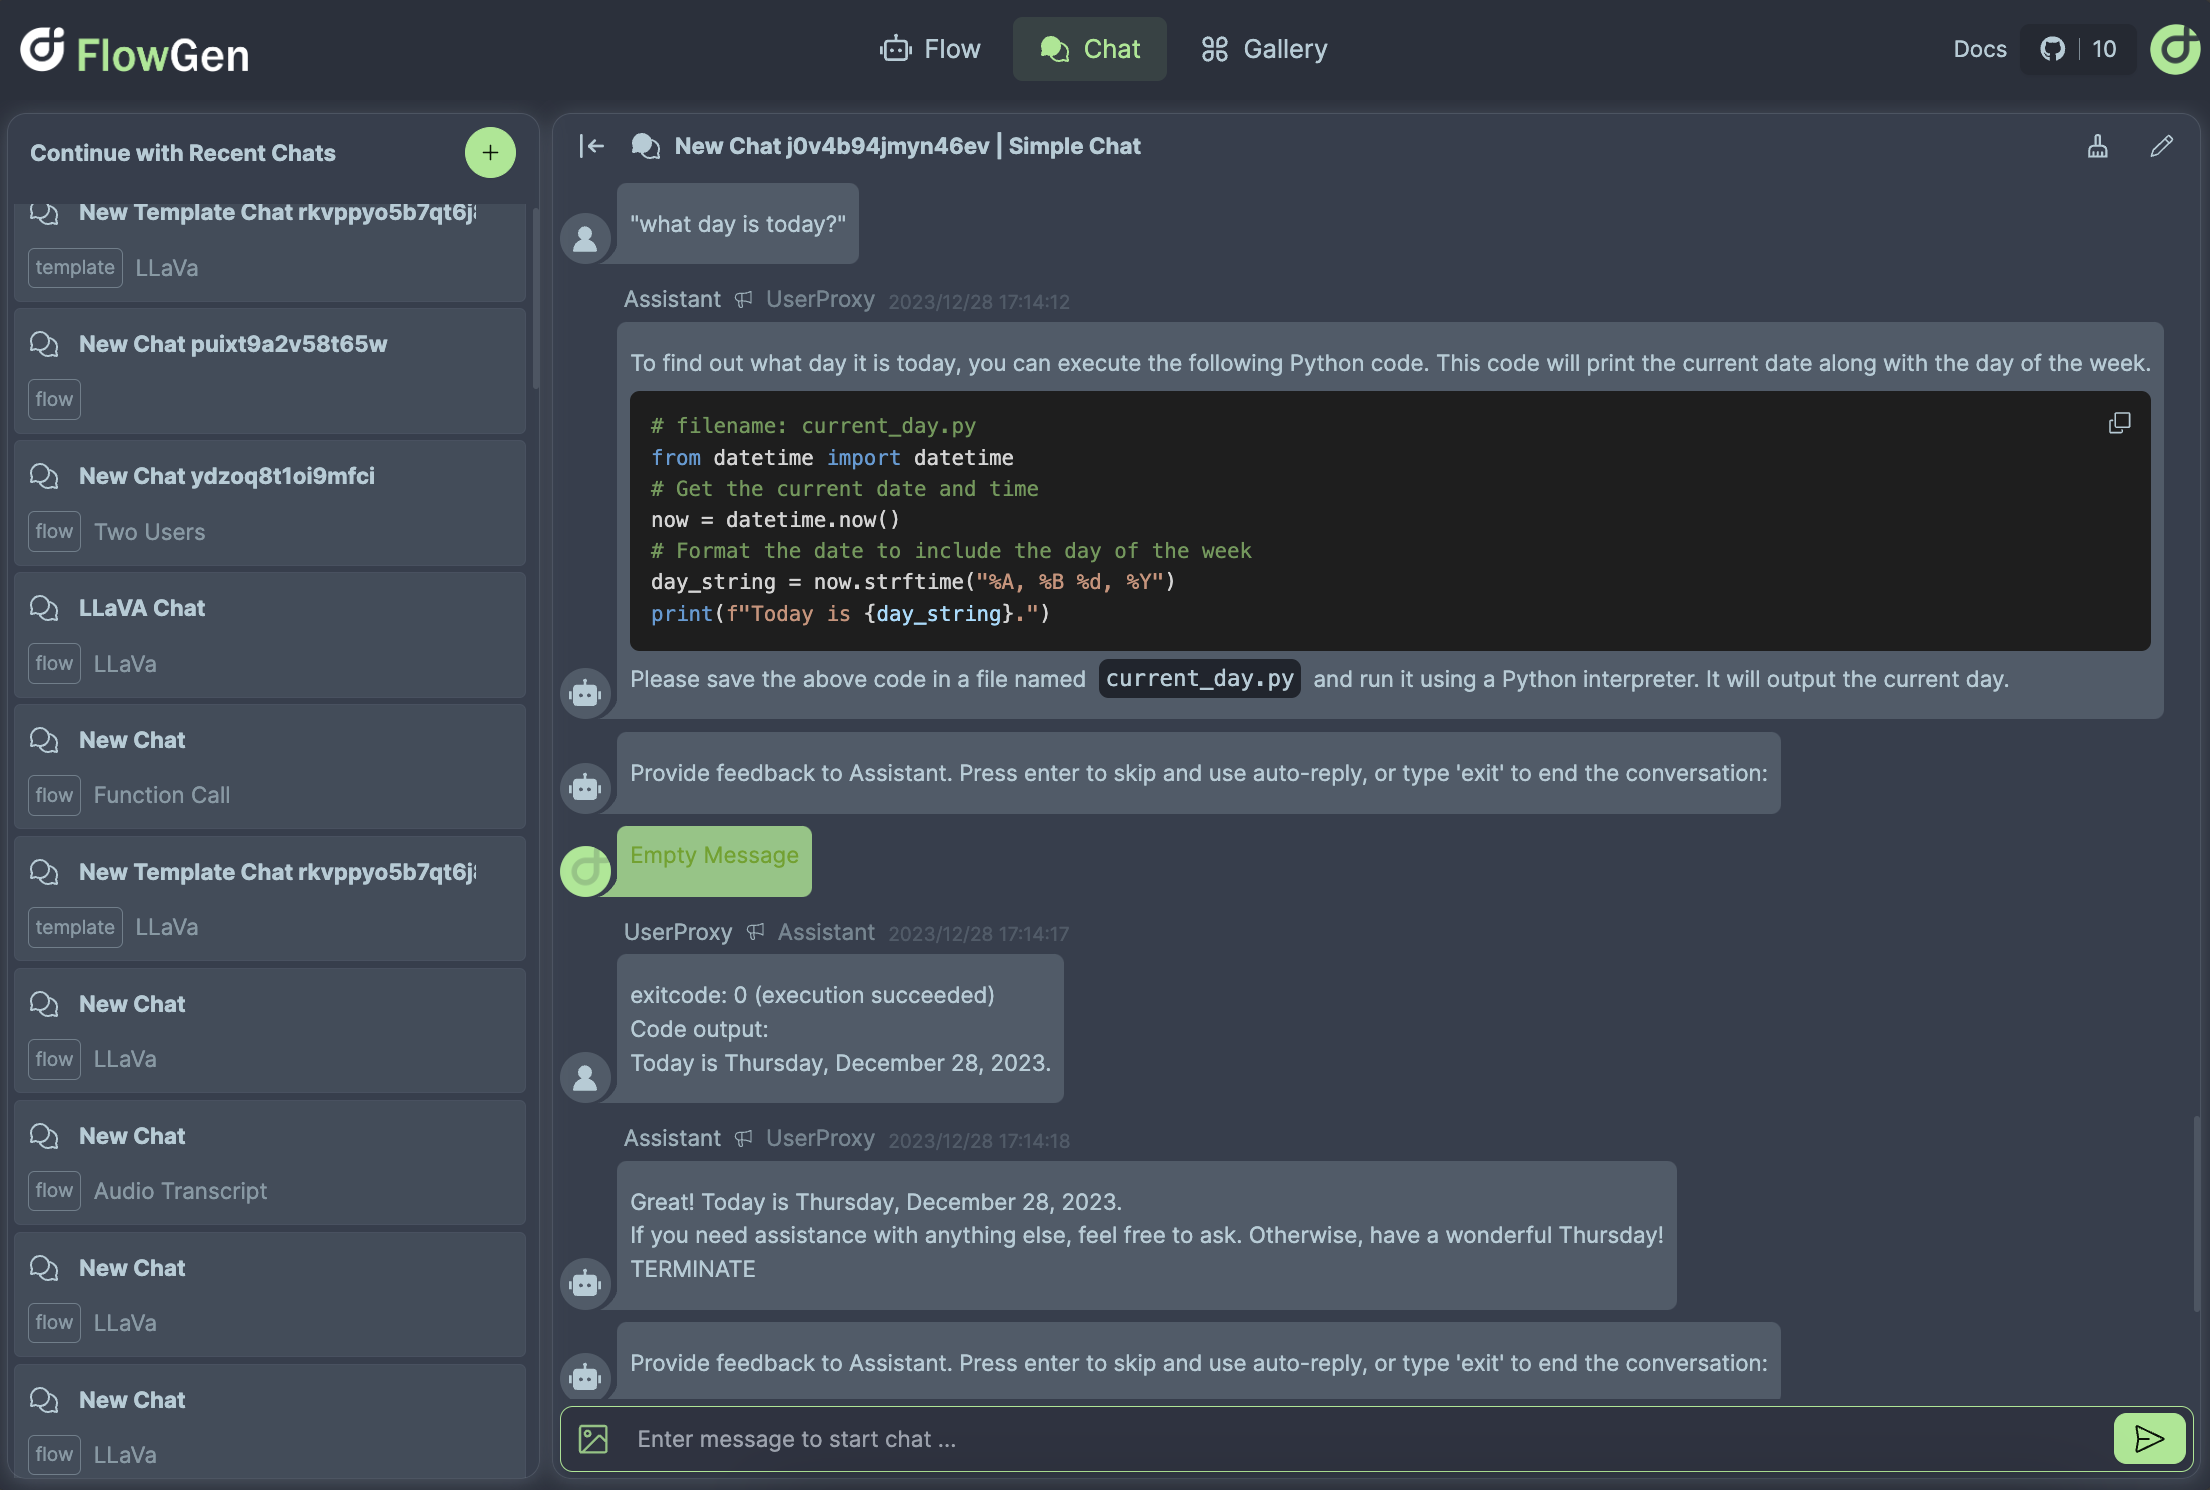 FlowGen
Flow
Chat
Gallery
Docs
10
Continue with Recent Chats
+
New Template Chat rkvppyo5b7qt6j
template LLaVa
New Chat puixt9a2v58t65w
flow
New Chat ydzoq8t1oi9mfci
flow Two Users
LLaVA Chat
flow LLaVa
New Chat
flow Function Call
New Template Chat rkvppyo5b7qt6j
template LLaVa
New Chat
flow LLaVa
New Chat
flow Audio Transcript
New Chat
flow LLaVa
New Chat
flow LLaVa
New Chat j0v4b94jmyn46ev | Simple Chat
"what day is today?"
Assistant UserProxy 2023/12/28 17:14:12
To find out what day it is today, you can execute the following Python code. This code will print the current date along with the day of the week.
# filename: current_day.py
from datetime import datetime
# Get the current date and time
now = datetime.now()
# Format the date to include the day of the week
day_string = now.strftime("%A, %B %d, %Y")
print(f"Today is {day_string}.")
Please save the above code in a file named current_day.py and run it using a Python interpreter. It will output the current day.
Provide feedback to Assistant. Press enter to skip and use auto-reply, or type 'exit' to end the conversation:
Empty Message
UserProxy Assistant 2023/12/28 17:14:17
exitcode: 0 (execution succeeded)
Code output:
Today is Thursday, December 28, 2023.
Assistant UserProxy 2023/12/28 17:14:18
Great! Today is Thursday, December 28, 2023.
If you need assistance with anything else, feel free to ask. Otherwise, have a wonderful Thursday!
TERMINATE
Provide feedback to Assistant. Press enter to skip and use auto-reply, or type 'exit' to end the conversation:
Enter message to start chat ...